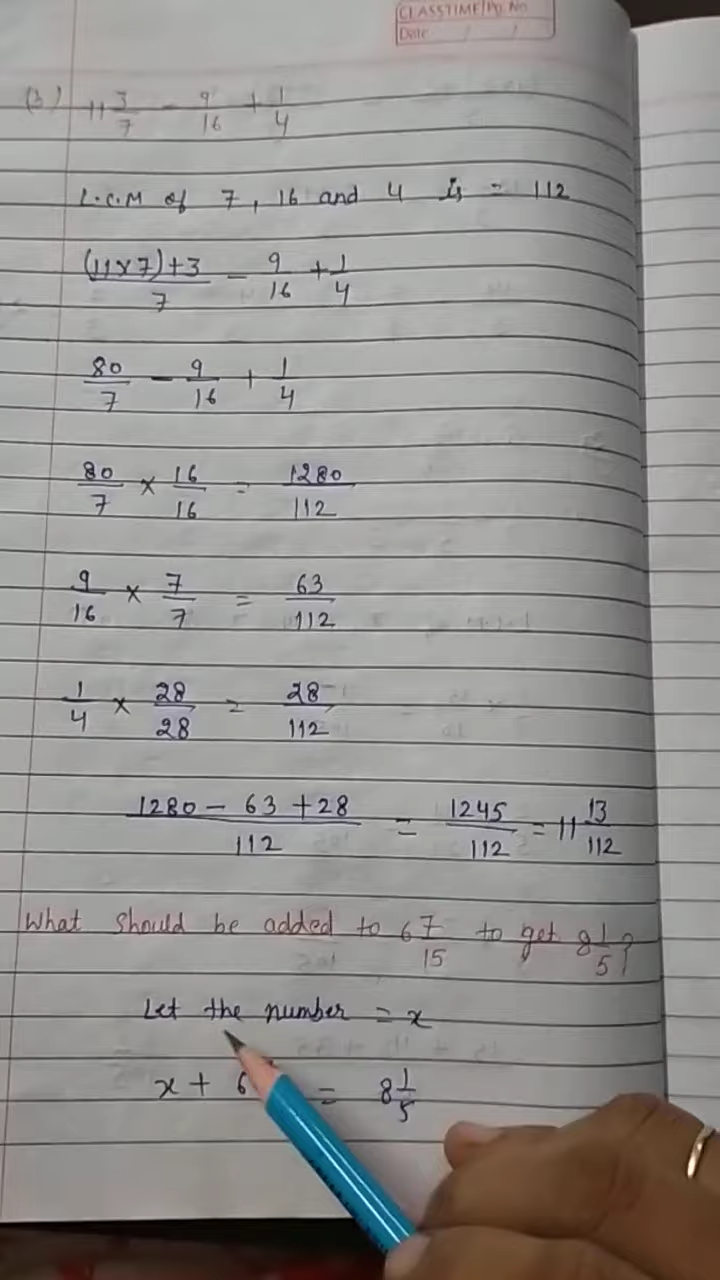 CLASSTIME/Pg. No.
Date / /
(3) 11 3/7 - 9/16 + 1/4
L.C.M of 7, 16 and 4 is = 112
(11×7)+3/7 - 9/16 + 1/4
80/7 - 9/16 + 1/4
80/7 × 16/16 = 1280/112
9/16 × 7/7 = 63/112
1/4 × 28/28 = 28/112
1280 - 63 + 28/112 = 1245/112 = 11 13/112
What should be added to 6 7/15 to get 8 1/5?
Let the number = x
x + 6 = 8 1/5